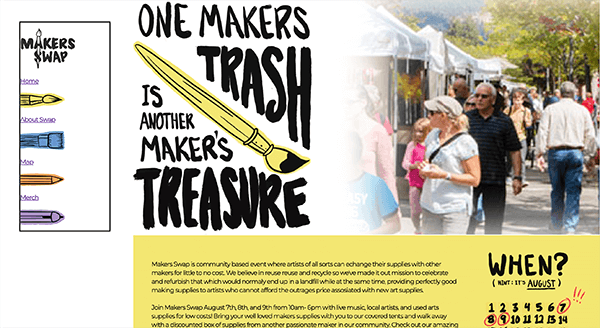 MAKERS
SWAP
Home
About Swap
Map
Merch
ONE MAKERS
TRASH
IS
ANOTHER
MAKER'S
TREASURE
Makers Swap is community based event where artists of all sorts can echange their supplies with other
makers for little to no cost. We believe in reuse reuse and recycle so we've made it out mission to celebrate
and refurbish that which would normally end up in a landfill while at the same time, providing perfectly good
making supplies to artists who cannot afford the outrages price assosiated with new art supplies.
Join Makers Swap August 7th, 8th, and 9th from 10am- 6pm with live music, local artists, and used arts
supplies for low costs! Bring your well loved makers supplies with you to our covered tents and walk away
with a discounted box of supplies from another passionate maker in our community. Check out our amazing
WHEN?
( HINT: IT'S AUGUST )
1 2 3 4 5 6 7
8 9 10 11 12 13 14